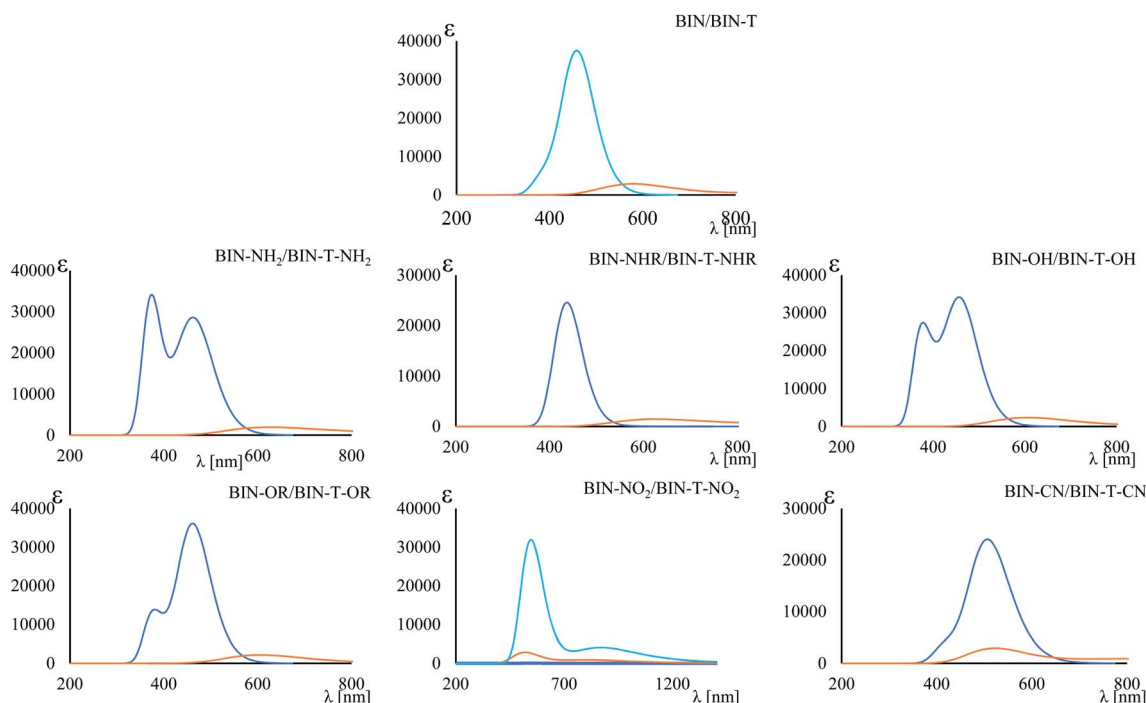 BIN/BIN-T
ε
40000
30000
20000
10000
0
200 400 600 800
λ [nm]
BIN-NH₂/BIN-T-NH₂
ε
40000
30000
20000
10000
0
200 400 600 800
λ [nm]
BIN-NHR/BIN-T-NHR
ε
30000
20000
10000
0
200 400 600 800
λ [nm]
BIN-OH/BIN-T-OH
ε
40000
30000
20000
10000
0
200 400 600 800
λ [nm]
BIN-OR/BIN-T-OR
ε
40000
30000
20000
10000
0
200 400 600 800
λ [nm]
BIN-NO₂/BIN-T-NO₂
ε
40000
30000
20000
10000
0
200 700 1200
λ [nm]
BIN-CN/BIN-T-CN
ε
30000
20000
10000
0
200 400 600 800
λ [nm]